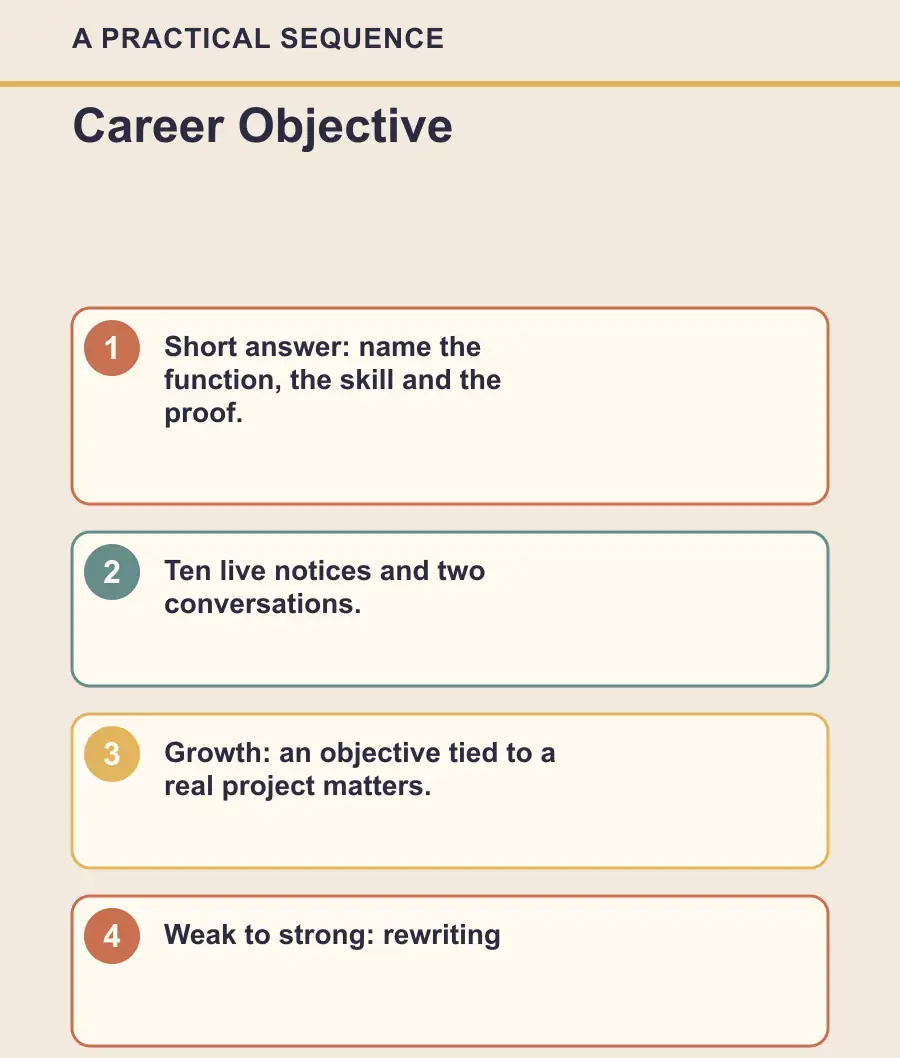 A PRACTICAL SEQUENCE
Career Objective
1
Short answer: name the
function, the skill and the
proof.
2
Ten live notices and two
conversations.
3
Growth: an objective tied to a
real project matters.
4
Weak to strong: rewriting